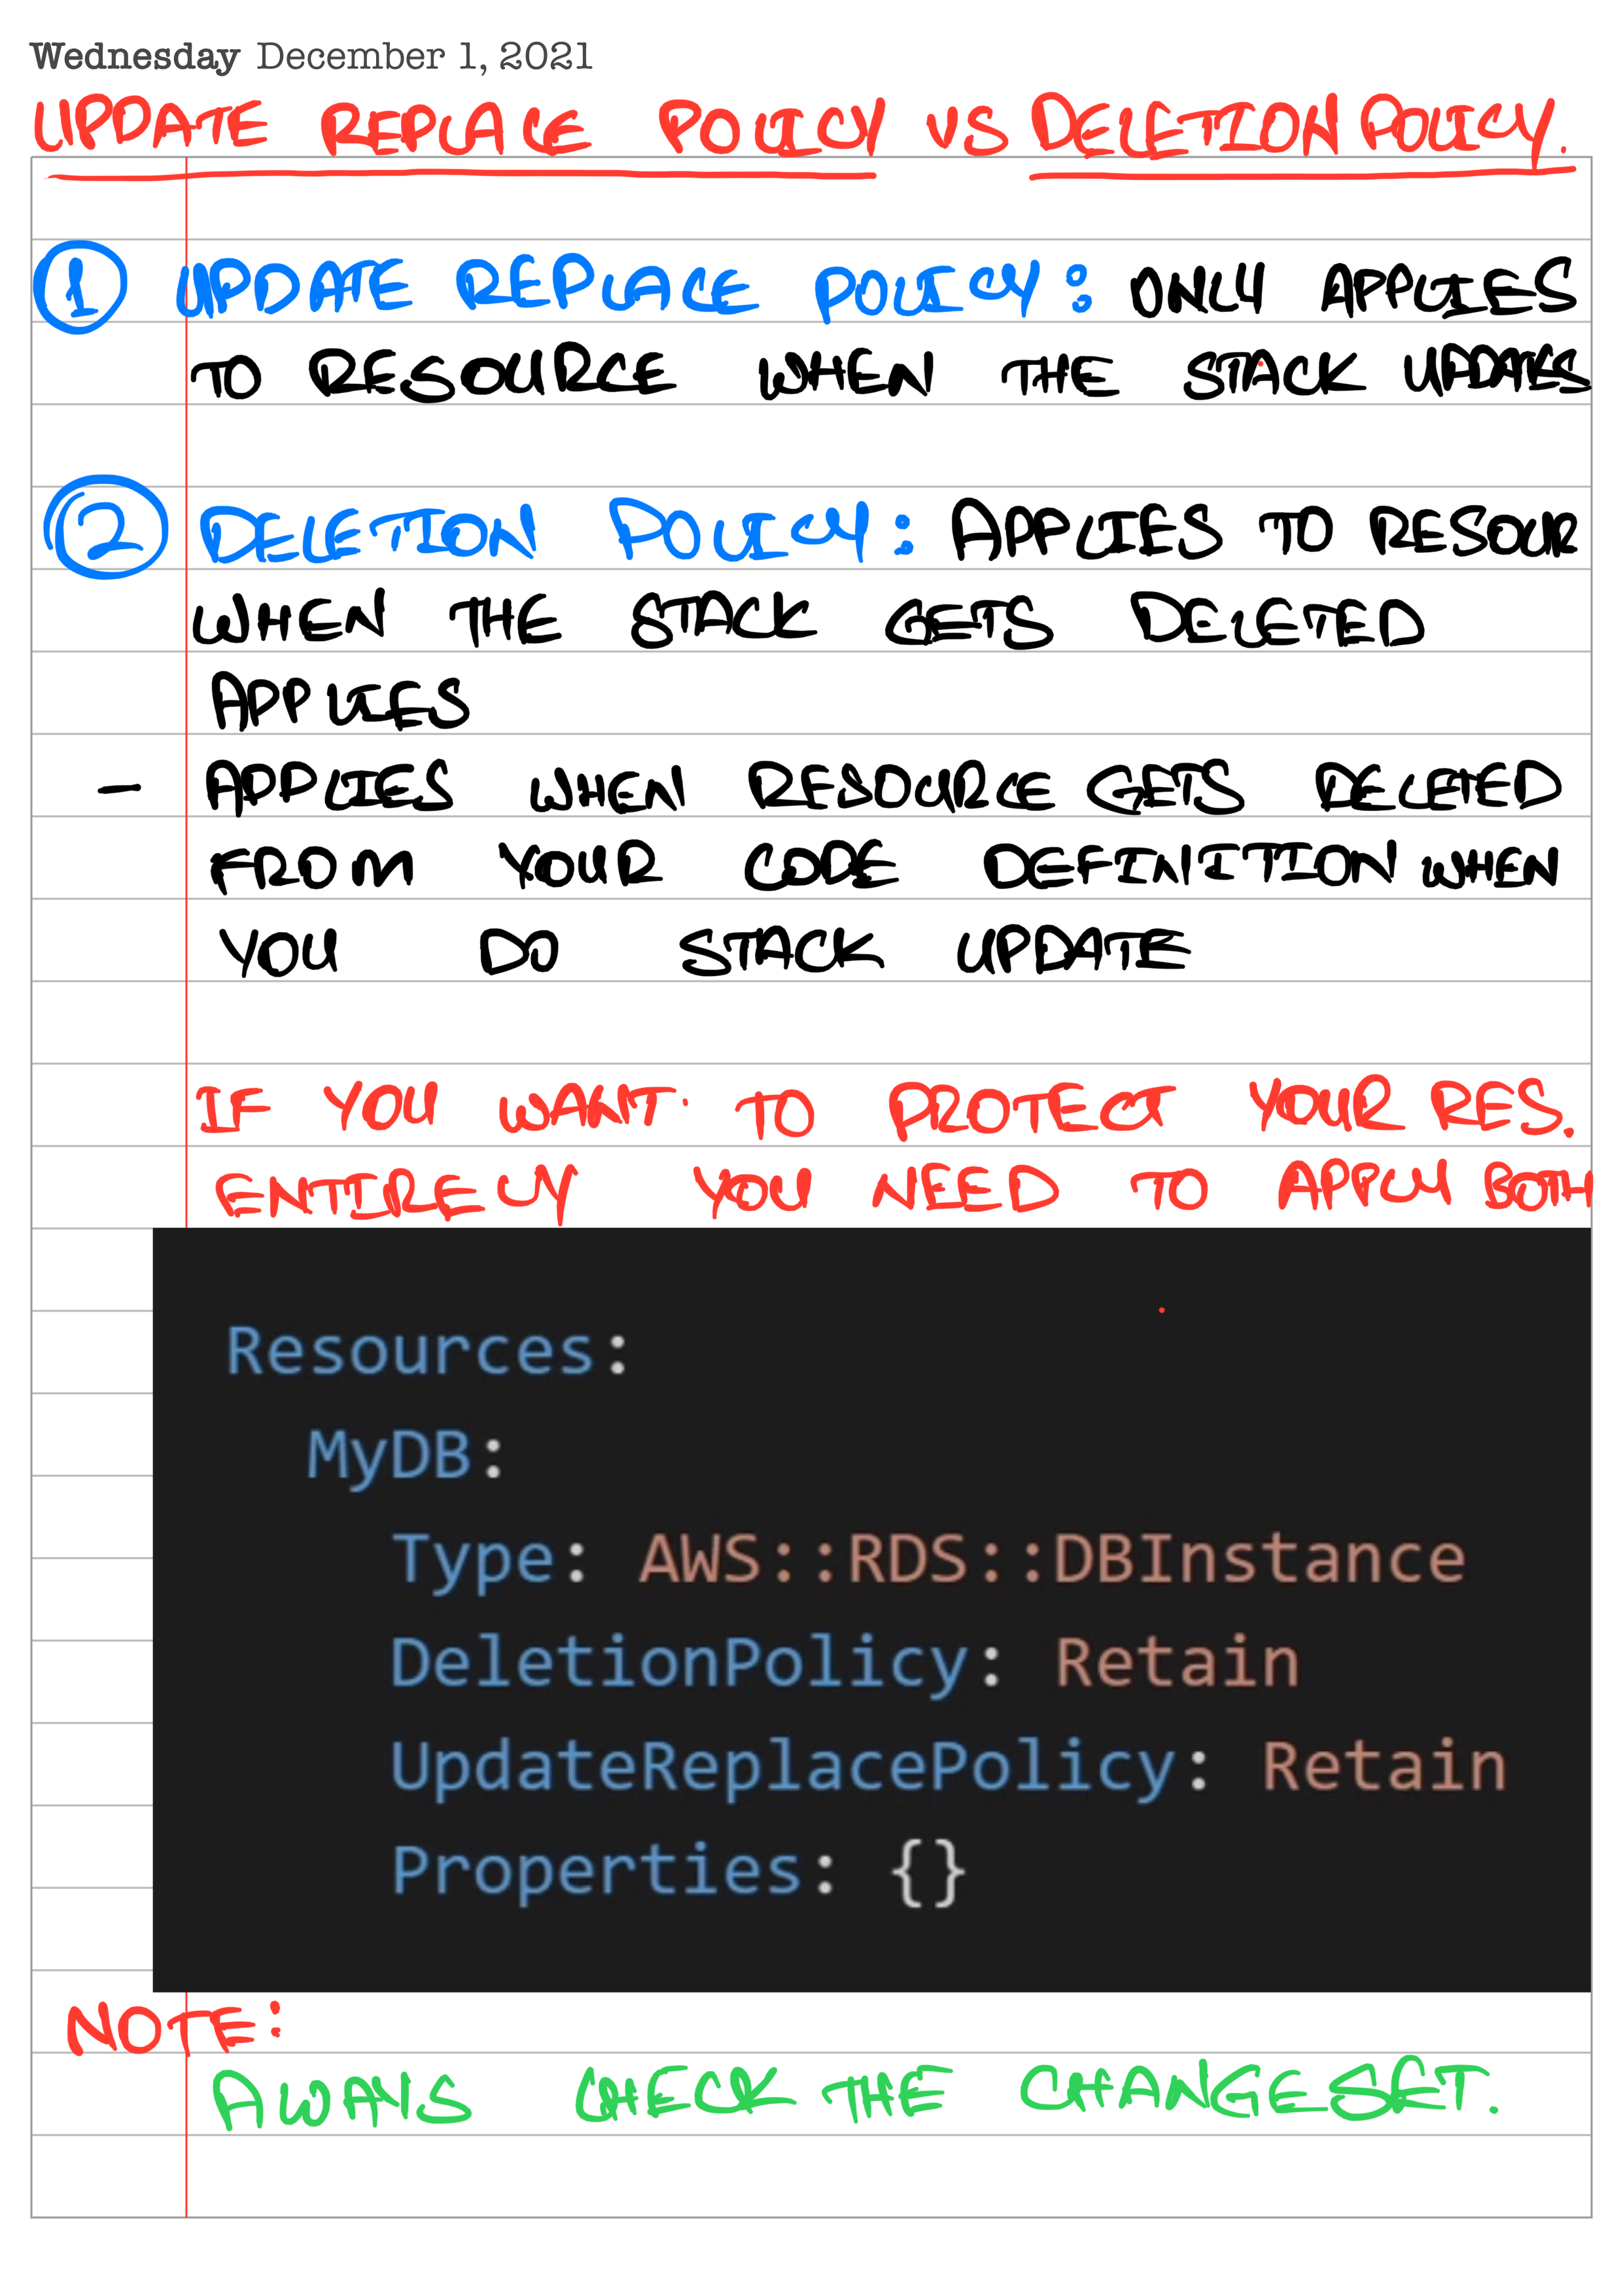 Wednesday December 1, 2021
UPDATE REPLACE POLICY VS DELETION POLICY.
1 UPDATE REPLACE POLICY: ONLY APPLIES
TO RESOURCE WHEN THE STACK UPDATES
2 DELETION POLICY: APPLIES TO RESOUR
WHEN THE STACK GETS DELETED
APPLIES
- APPLIES WHEN RESOURCE GETS DELETED
FROM YOUR CODE DEFINITION WHEN
YOU DO STACK UPDATE
IF YOU WANT TO PROTECT YOUR RES.
ENTIRELY YOU NEED TO APPLY BOTH
Resources:
MyDB:
Type: AWS::RDS::DBInstance
DeletionPolicy: Retain
UpdateReplacePolicy: Retain
Properties: {}
NOTE:
ALWAYS CHECK THE CHANGESET.